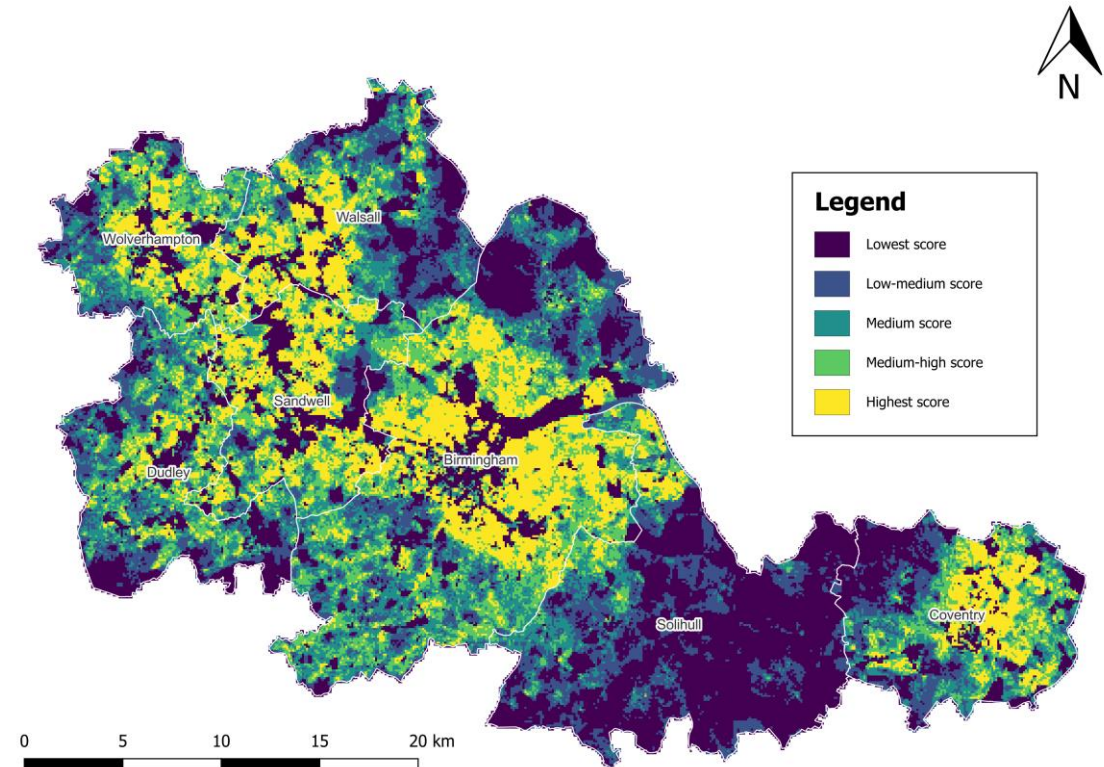 N
Legend
Lowest score
Low-medium score
Medium score
Medium-high score
Highest score
Walsall
Wolverhampton
Sandwell
Birmingham
Dudley
Solihull
Coventry
0 5 10 15 20 km